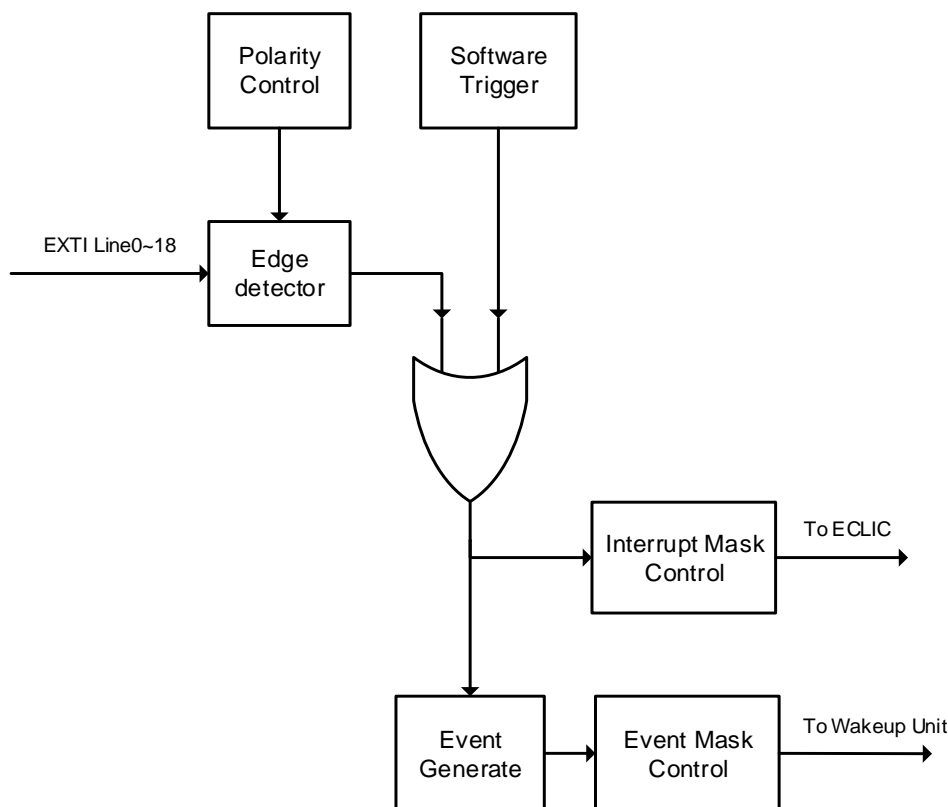 Polarity
Control
Software
Trigger
EXTI Line0~18
Edge
detector
Interrupt Mask
Control
To ECLIC
Event
Generate
Event Mask
Control
To Wakeup Unit